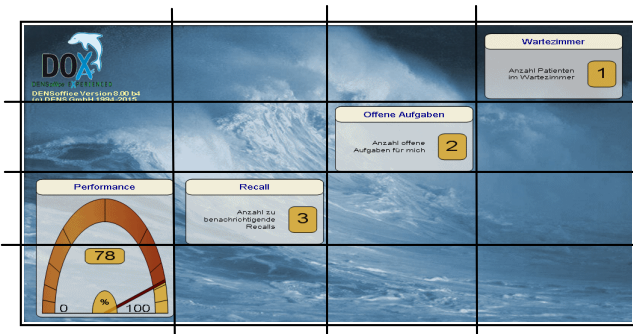 DOX
DENSoffice Version 8.00 b4
(c) DENS GmbH 1994-2015
Wartezimmer
Anzahl Patienten
im Wartezimmer
1
Offene Aufgaben
Anzahl offene
Aufgaben für mich
2
Performance
78
%
0
100
Recall
Anzahl zu
benachrichtigende
Recalls
3